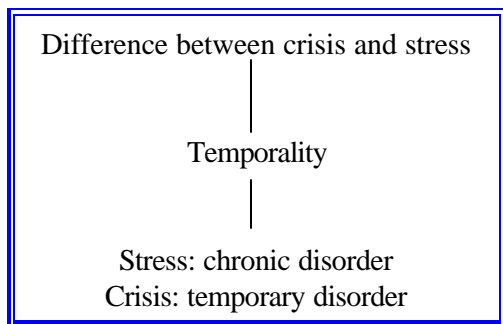 Difference between crisis and stress
Temporality
Stress: chronic disorder
Crisis: temporary disorder